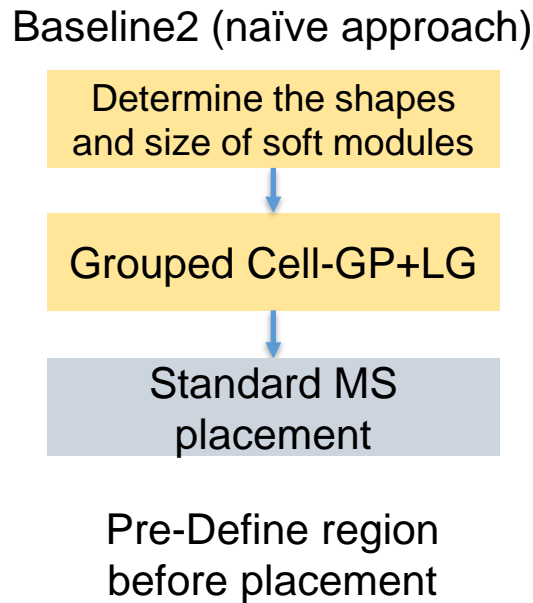 Baseline2 (naïve approach)
Determine the shapes
and size of soft modules
Grouped Cell-GP+LG
Standard MS
placement
Pre-Define region
before placement